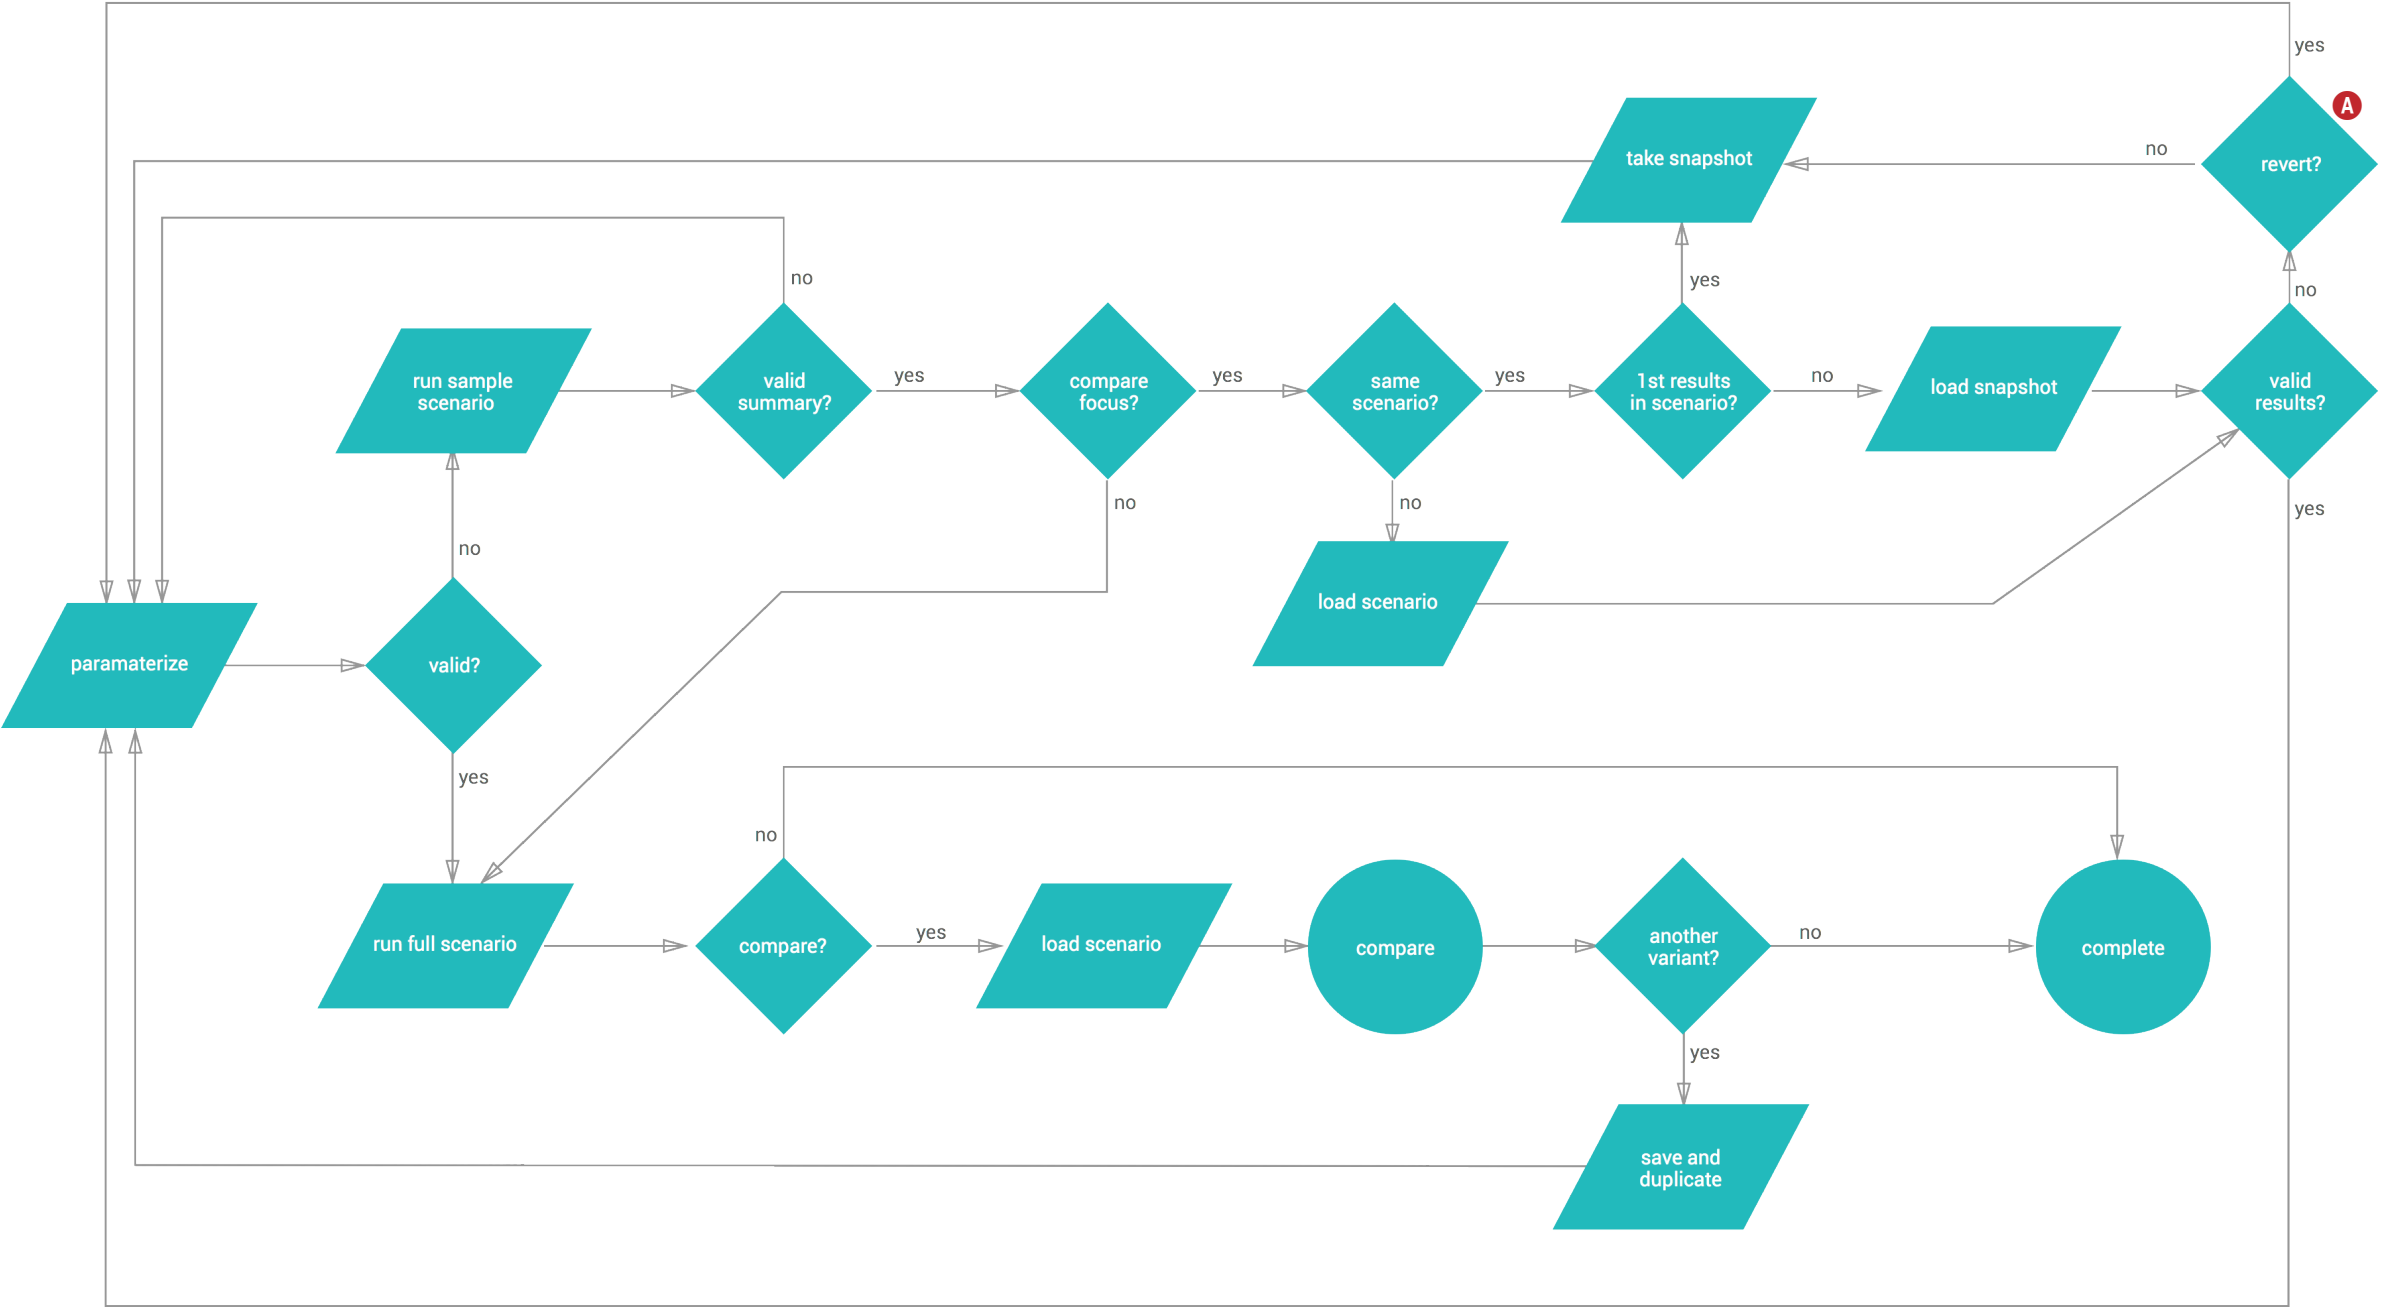 yes
A
take snapshot
no
revert?
no
yes
no
run sample
scenario
valid
summary?
yes
compare
focus?
yes
same
scenario?
yes
1st results
in scenario?
no
load snapshot
valid
results?
no
no
yes
no
load scenario
paramaterize
valid?
yes
no
run full scenario
compare?
yes
load scenario
compare
another
variant?
no
complete
yes
save and
duplicate